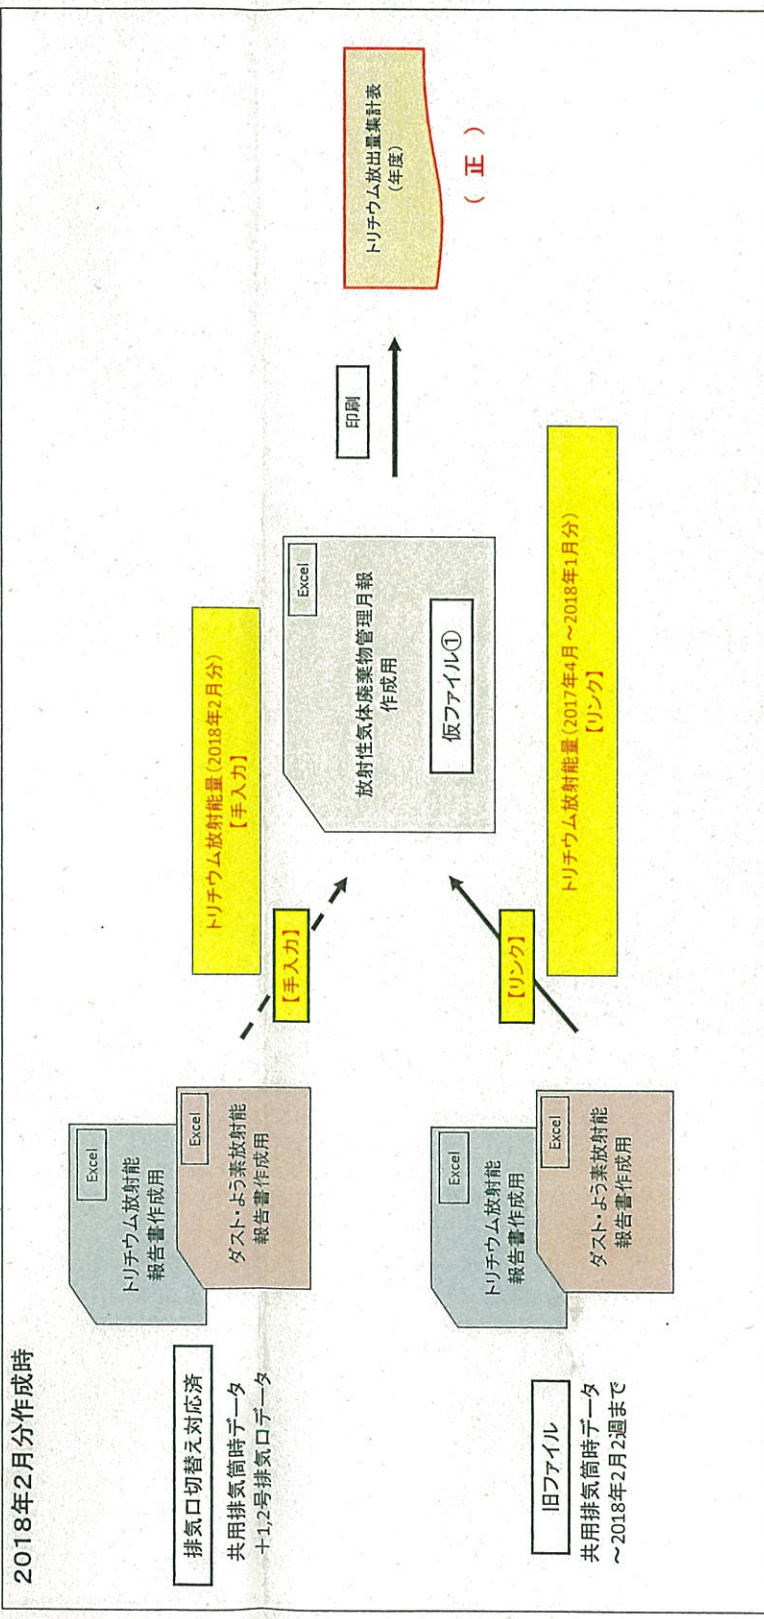 2018年2月分作成時
排気口切替え対応済
共用排気筒時データ
+1,2号排気口データ
Excel
トリチウム放射能
報告書作成用
Excel
ダスト・よう素放射能
報告書作成用
トリチウム放射能量(2018年2月分)
【手入力】
【手入力】
旧ファイル
共用排気筒時データ
～2018年2月2週まで
Excel
トリチウム放射能
報告書作成用
Excel
ダスト・よう素放射能
報告書作成用
【リンク】
トリチウム放射能量(2017年4月～2018年1月分)
【リンク】
Excel
放射性気体廃棄物管理月報
作成用
仮ファイル①
印刷
トリチウム放出量集計表
(年度)
( 正 )